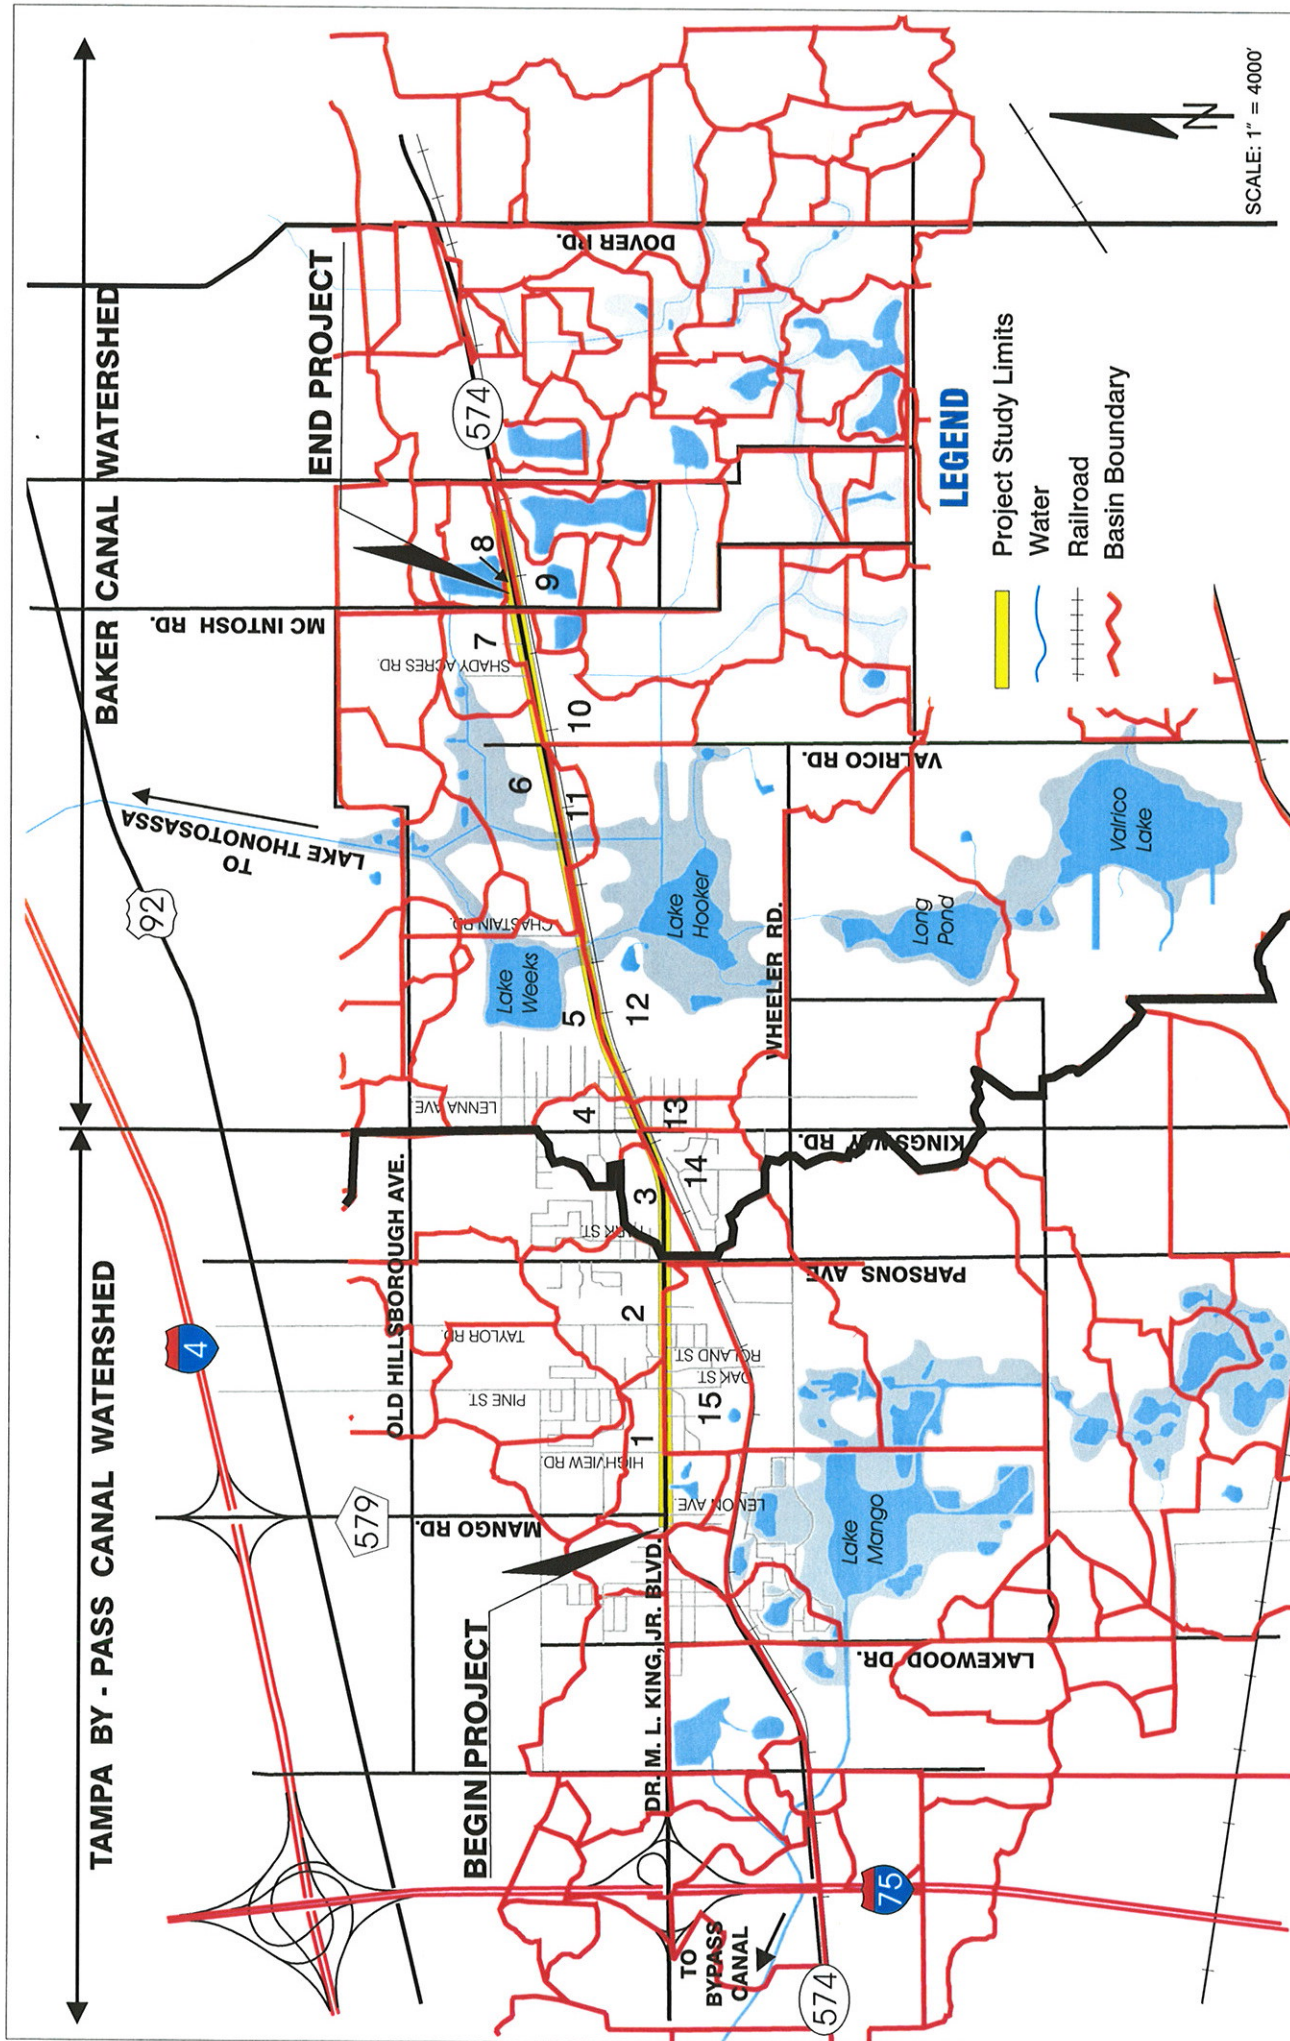 TAMPA BY - PASS CANAL WATERSHED
BAKER CANAL WATERSHED
4
92
579
TO
LAKE THONOTOSASSA
OLD HILLSBOROUGH AVE.
MC INTOSH RD.
END PROJECT
BEGIN PROJECT
MANGO RD.
PINE ST.
TAYLOR RD.
LENNA AVE
CHASTAIN RD.
SHADY ACRES RD.
DOVER RD.
HIGHVIEW RD.
Lake
Weeks
574
DR. M. L. KING, JR. BLVD.
1
2
3
4
5
6
7
8
9
10
11
12
13
14
15
LEMON AVE.
OAK ST.
ROLAND ST.
Lake
Hooker
TO
BYPASS
CANAL
574
75
LAKEWOOD DR.
Lake
Mango
PARSONS AVE
KINGSWAY RD.
WHEELER RD.
VALRICO RD.
Long
Pond
Valrico
Lake
LEGEND
Project Study Limits
Water
Railroad
Basin Boundary
N
SCALE: 1" = 4000'